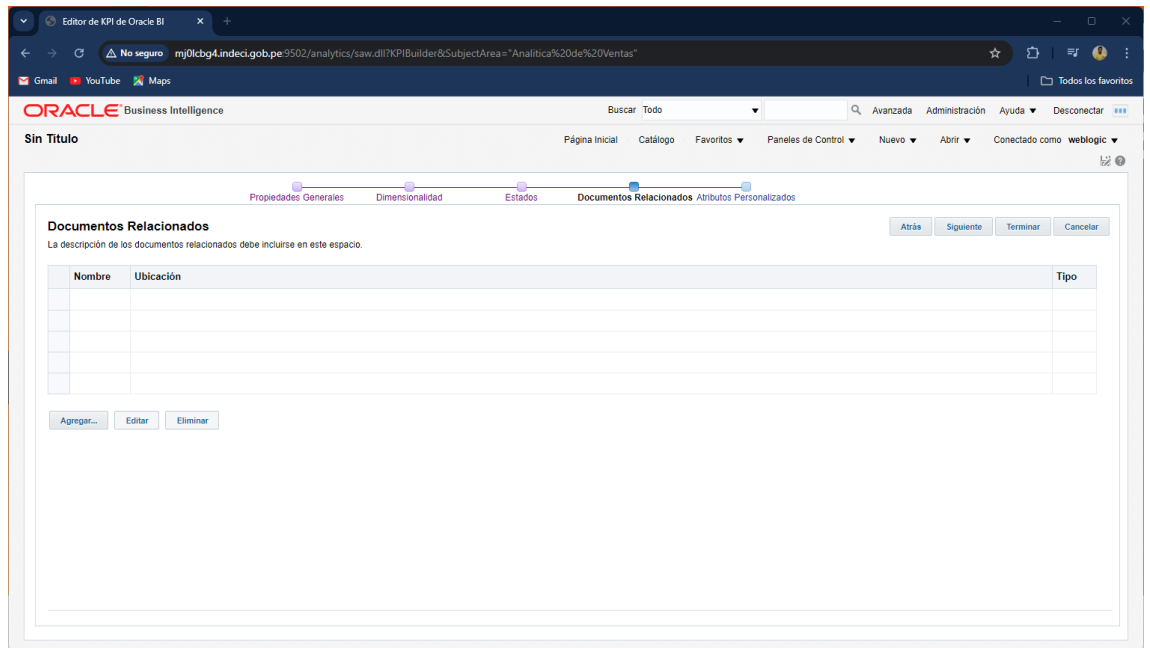 Editor de KPI de Oracle BI
No seguro mj0lcbg4.indeci.gob.pe:9502/analytics/saw.dll?KPIBuilder&SubjectArea="Analitica%20de%20Ventas"
Gmail YouTube Maps Todos los favoritos
ORACLE Business Intelligence Buscar Todo Avanzada Administración Ayuda Desconectar
Sin Titulo Página Inicial Catálogo Favoritos Paneles de Control Nuevo Abrir Conectado como weblogic
Propiedades Generales Dimensionalidad Estados Documentos Relacionados Atributos Personalizados
Documentos Relacionados Atrás Siguiente Terminar Cancelar
La descripción de los documentos relacionados debe incluirse en este espacio.
Nombre Ubicación Tipo
Agregar... Editar Eliminar